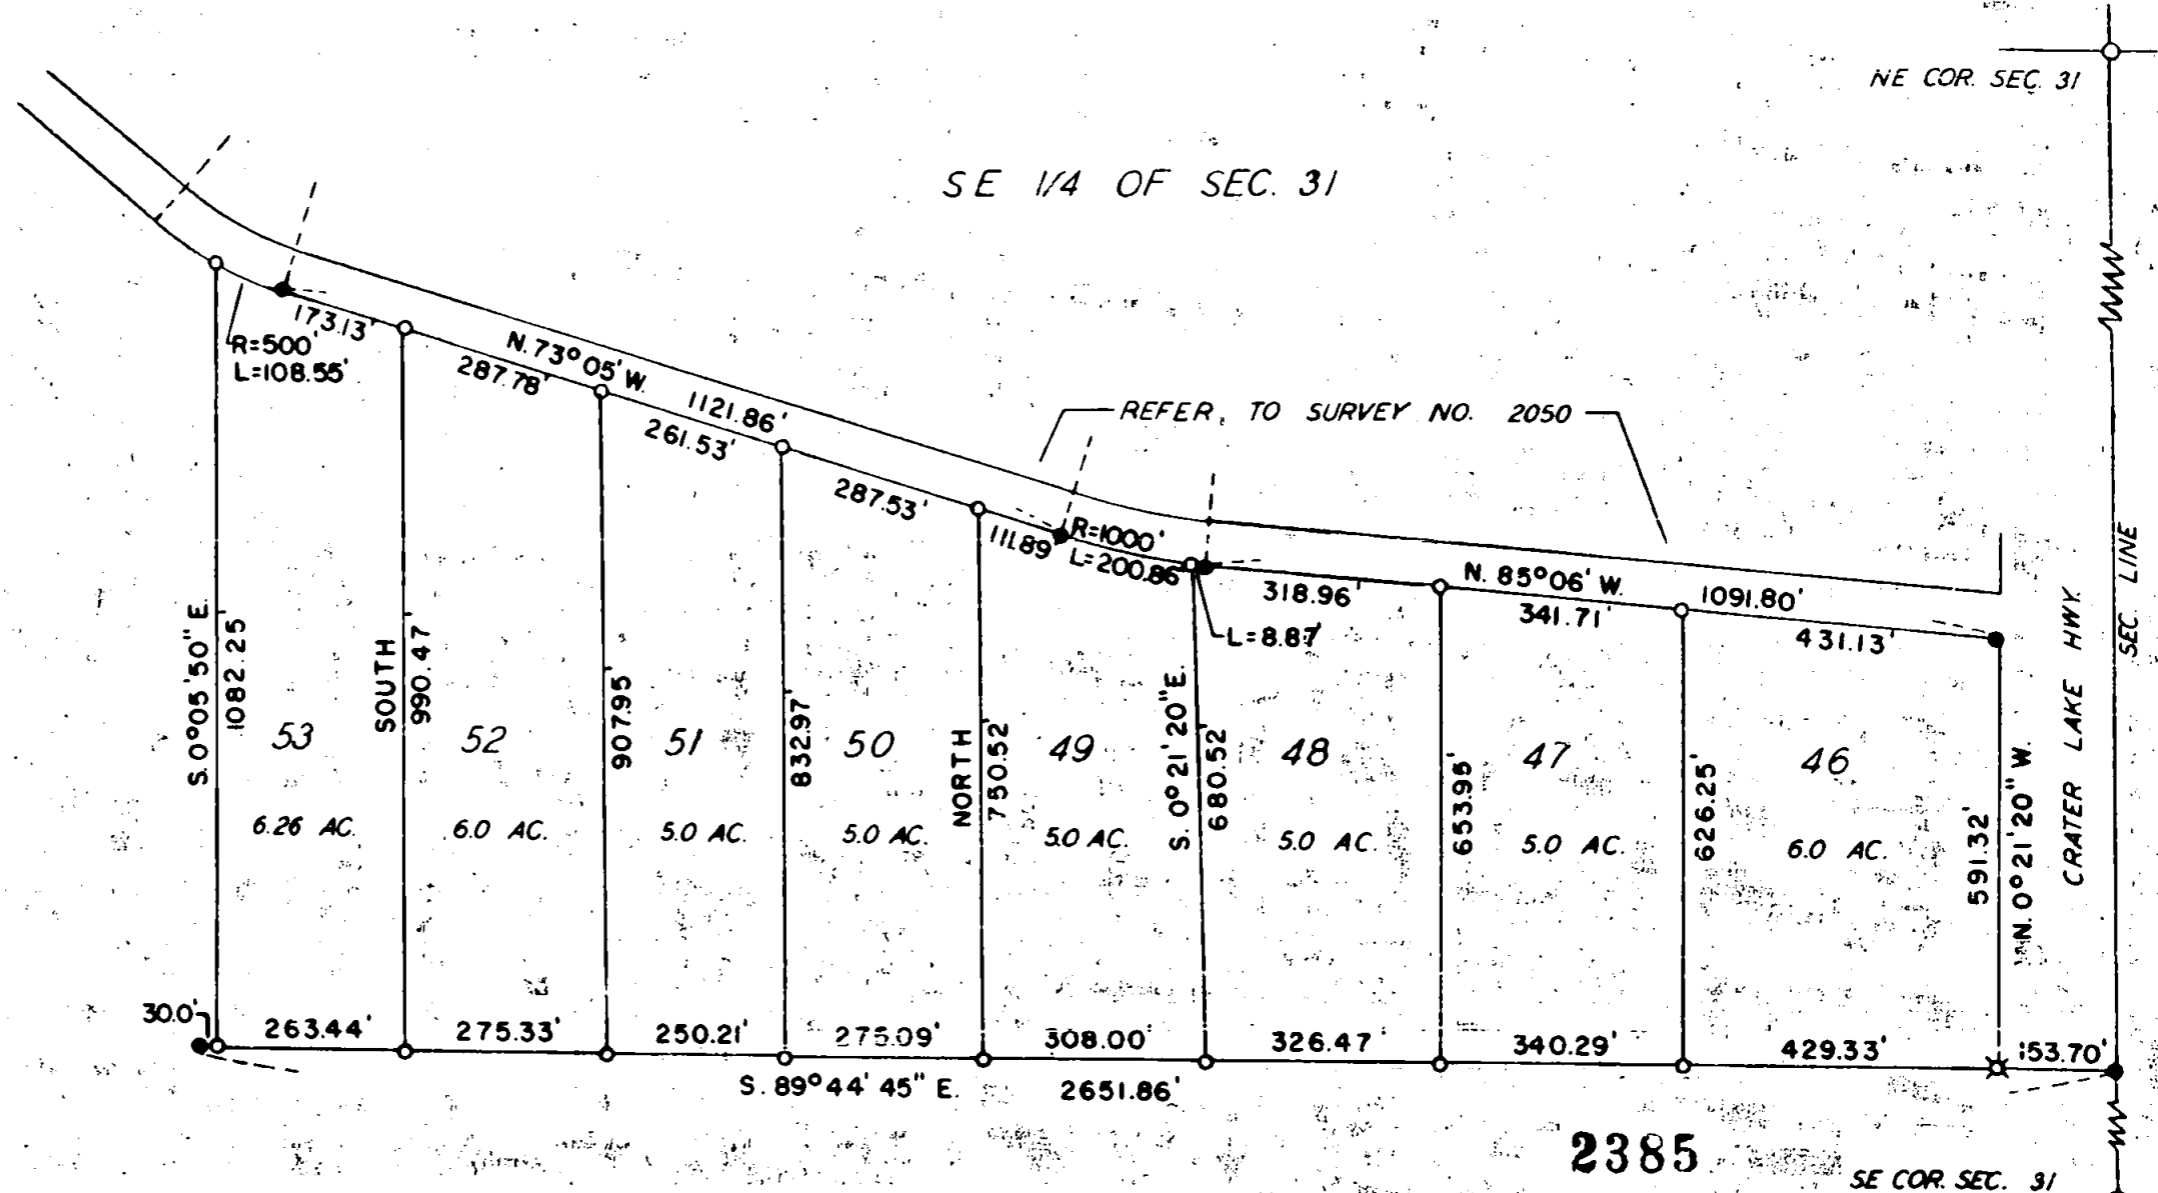 NE COR. SEC. 31
SE 1/4 OF SEC. 31
173.13'
R=500'
L=108.55'
N. 73° 05' W.
1121.86'
287.78'
261.53'
287.53'
111.89'
REFER. TO SURVEY NO. 2050
R=1000'
L=200.86'
L=8.87'
318.96'
N. 85° 06' W.
1091.80'
341.71'
431.13'
S. 0° 05' 50" E.
1082.25'
SOUTH
990.47'
907.95'
832.97'
NORTH
750.52'
S. 0° 21' 20" E.
680.52'
653.95'
626.25'
591.32'
N. 0° 21' 20" W.
CRATER LAKE HWY.
SEC. LINE
53
52
51
50
49
48
47
46
6.26 AC.
6.0 AC.
5.0 AC.
5.0 AC.
5.0 AC.
5.0 AC.
5.0 AC.
6.0 AC.
30.0'
263.44'
275.33'
250.21'
275.09'
308.00'
326.47'
340.29'
429.33'
153.70'
S. 89° 44' 45" E.
2651.86'
2385
SE COR. SEC. 31